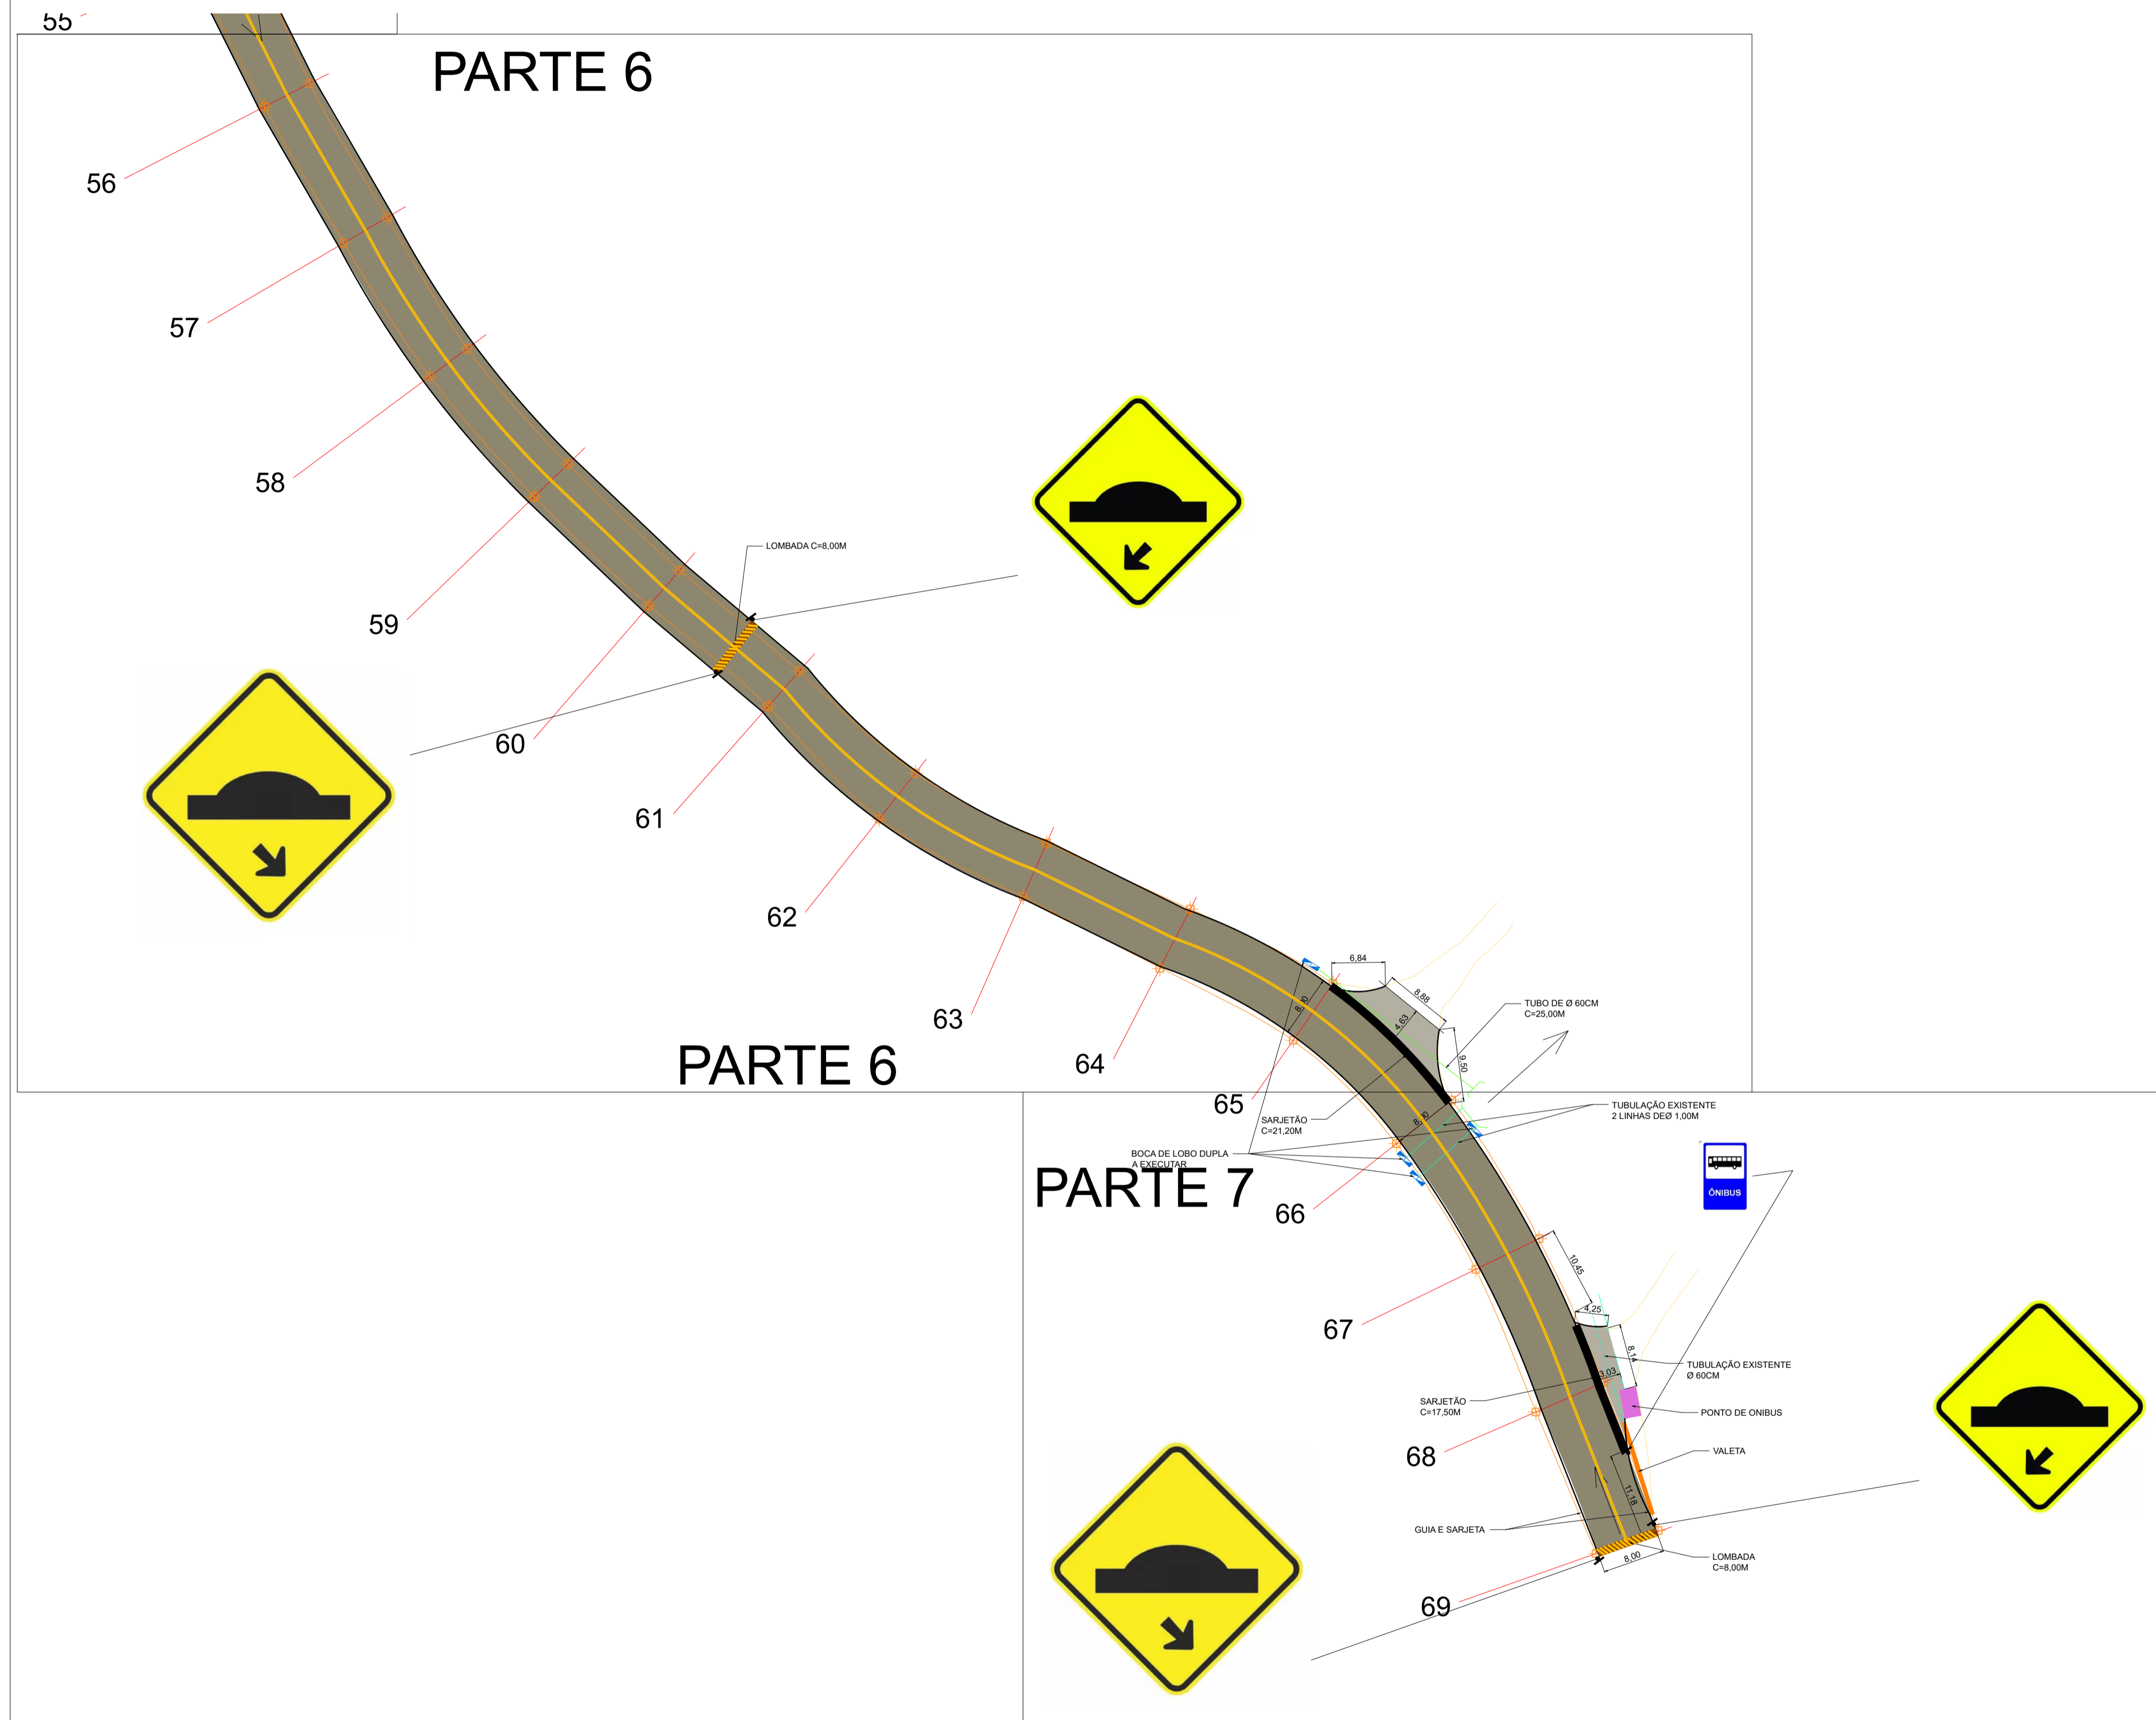 55
PARTE 6
56
57
58
LOMBADA C=8,00M
59
60
61
62
63
6,84
8,88
8,00
4,63
TUBO DE Ø 60CM
C=25,00M
9,50
PARTE 6
64
65
SARJETÃO
C=21,20M
8,00
TUBULAÇÃO EXISTENTE
2 LINHAS DEØ 1,00M
BOCA DE LOBO DUPLA
A EXECUTAR
PARTE 7
66
ÔNIBUS
10,45
67
4,25
8,14
3,03
TUBULAÇÃO EXISTENTE
Ø 60CM
SARJETÃO
C=17,50M
PONTO DE ONIBUS
68
VALETA
11,18
GUIA E SARJETA
8,00
LOMBADA
C=8,00M
69